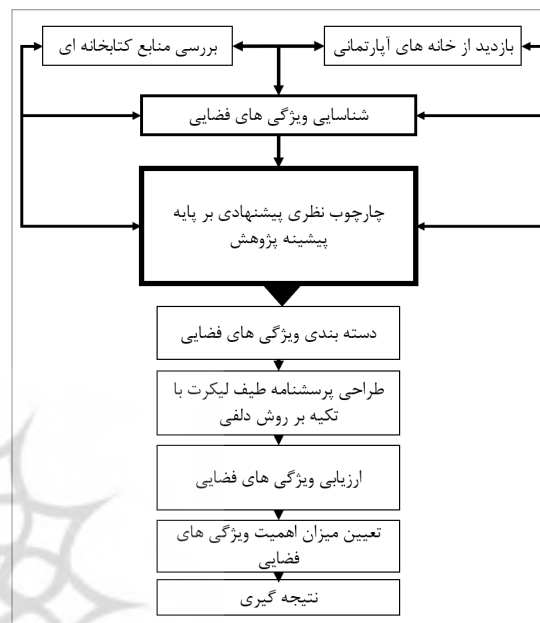 بازدید از خانه های آپارتمانی
بررسی منابع کتابخانه ای
شناسایی ویژگی های فضایی
چارچوب نظری پیشنهادی بر پایه
پیشینه پژوهش
دسته بندی ویژگی های فضایی
طراحی پرسشنامه طیف لیکرت با
تکیه بر روش دلفی
ارزیابی ویژگی های فضایی
تعیین میزان اهمیت ویژگی های
فضایی
نتیجه گیری